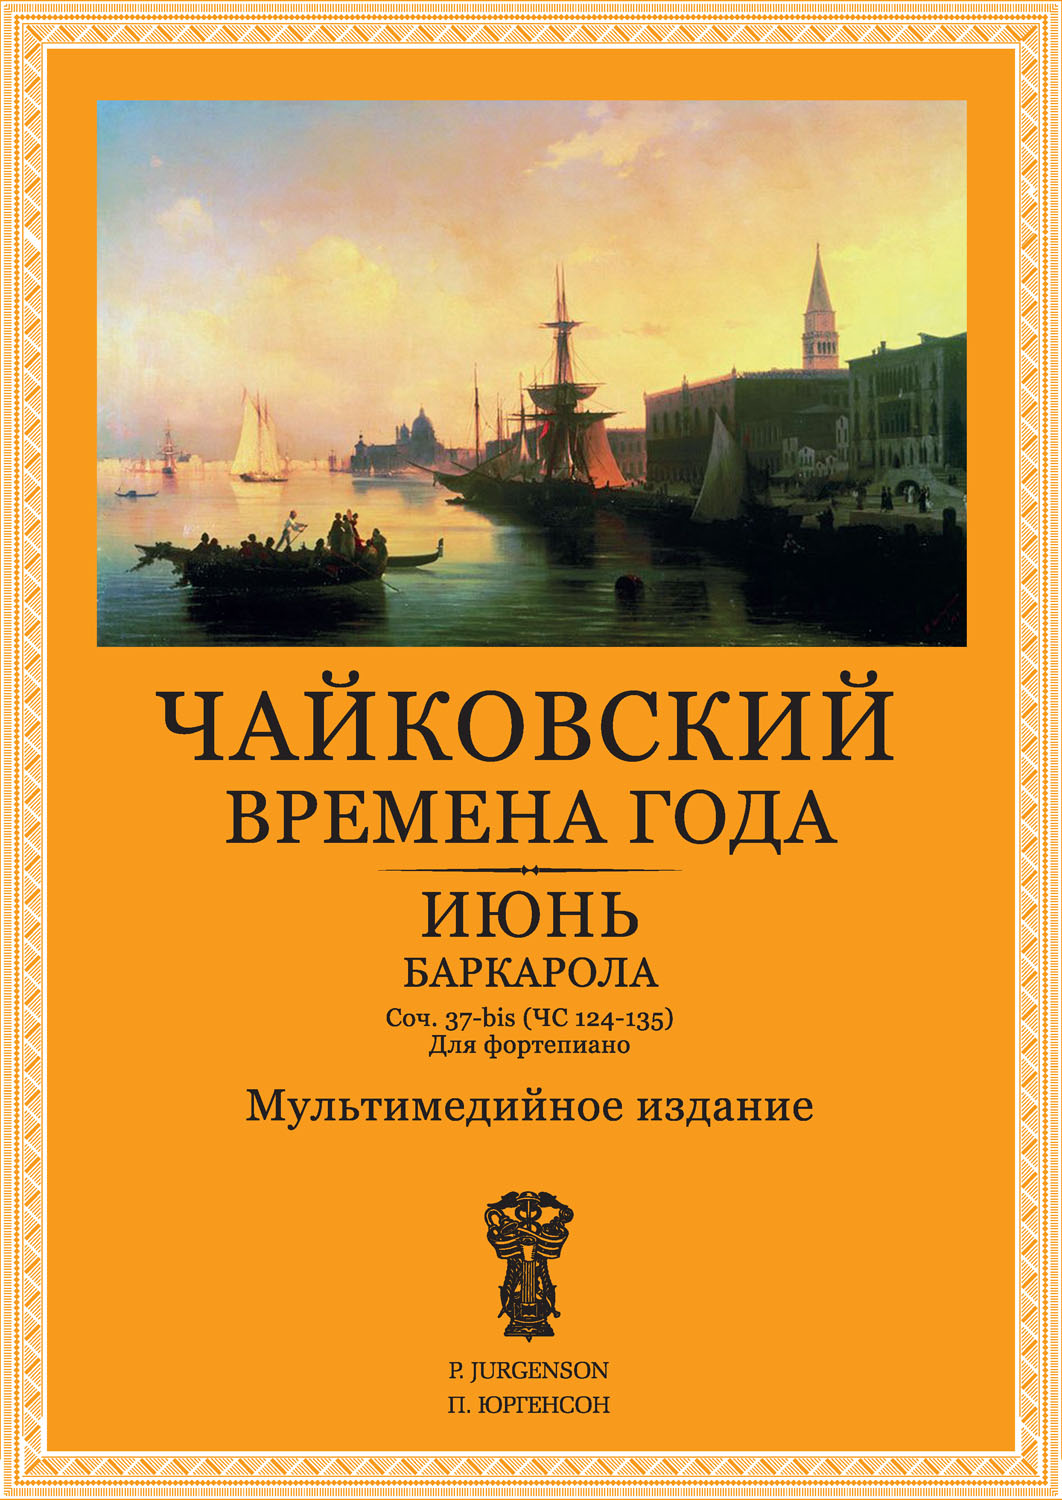 ЧАЙКОВСКИЙ
ВРЕМЕНА ГОДА
ИЮНЬ
БАРКАРОЛА
Соч. 37-bis (ЧС 124-135)
Для фортепиано
Мультимедийное издание
P. JURGENSON
П. ЮРГЕНСОН